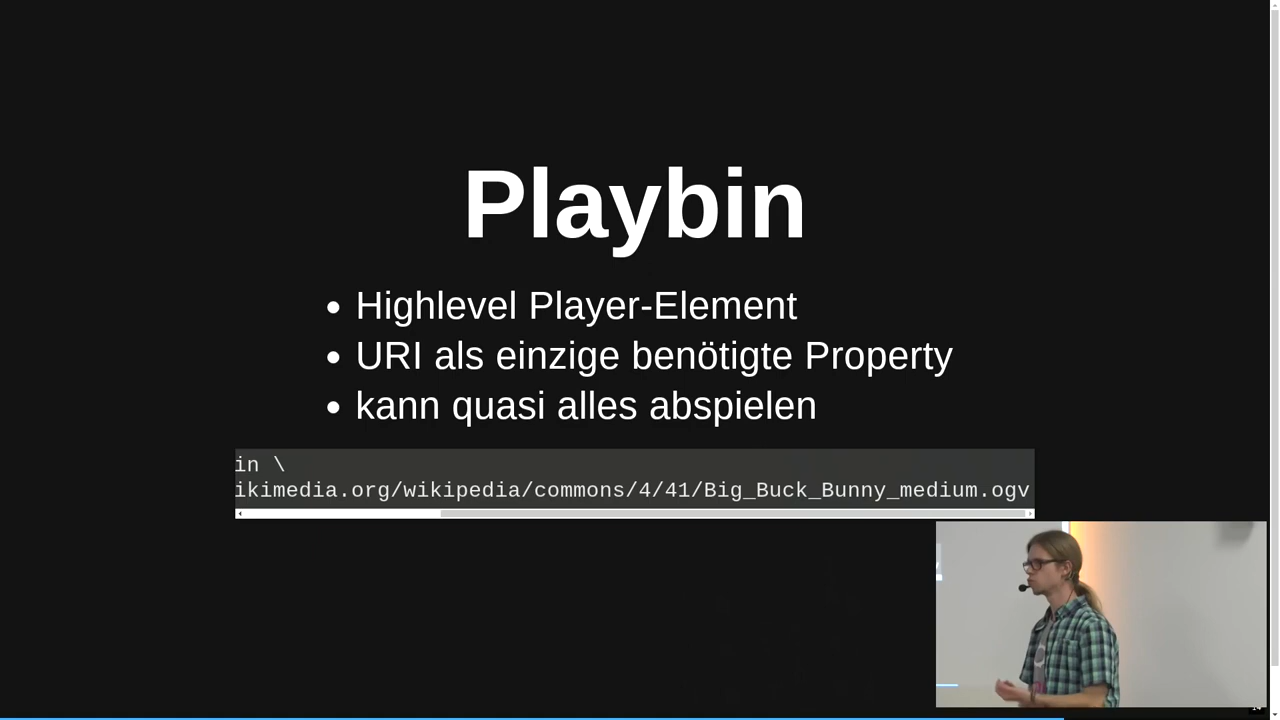 Playbin
• Highlevel Player-Element
• URI als einzige benötigte Property
• kann quasi alles abspielen
in \
ikimedia.org/wikipedia/commons/4/41/Big_Buck_Bunny_medium.ogv